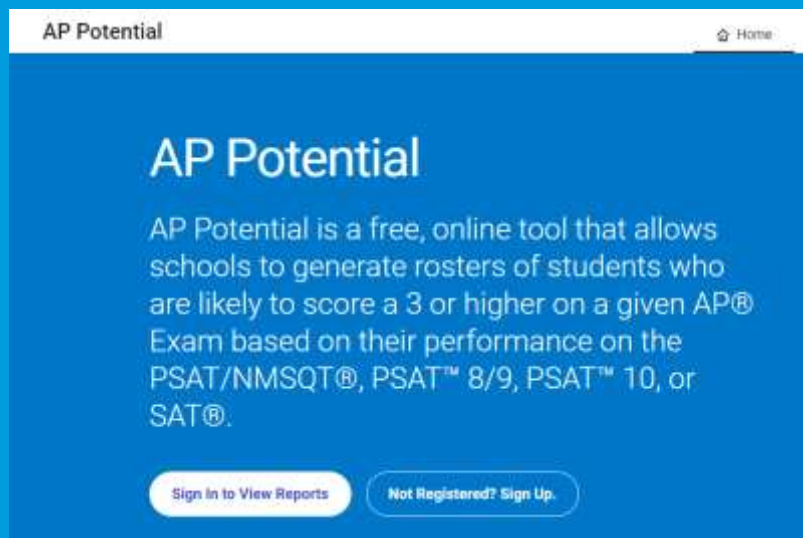 AP Potential
Home
AP Potential
AP Potential is a free, online tool that allows
schools to generate rosters of students who
are likely to score a 3 or higher on a given AP®
Exam based on their performance on the
PSAT/NMSQT®, PSAT™ 8/9, PSAT™ 10, or
SAT®.
Sign In to View Reports
Not Registered? Sign Up.